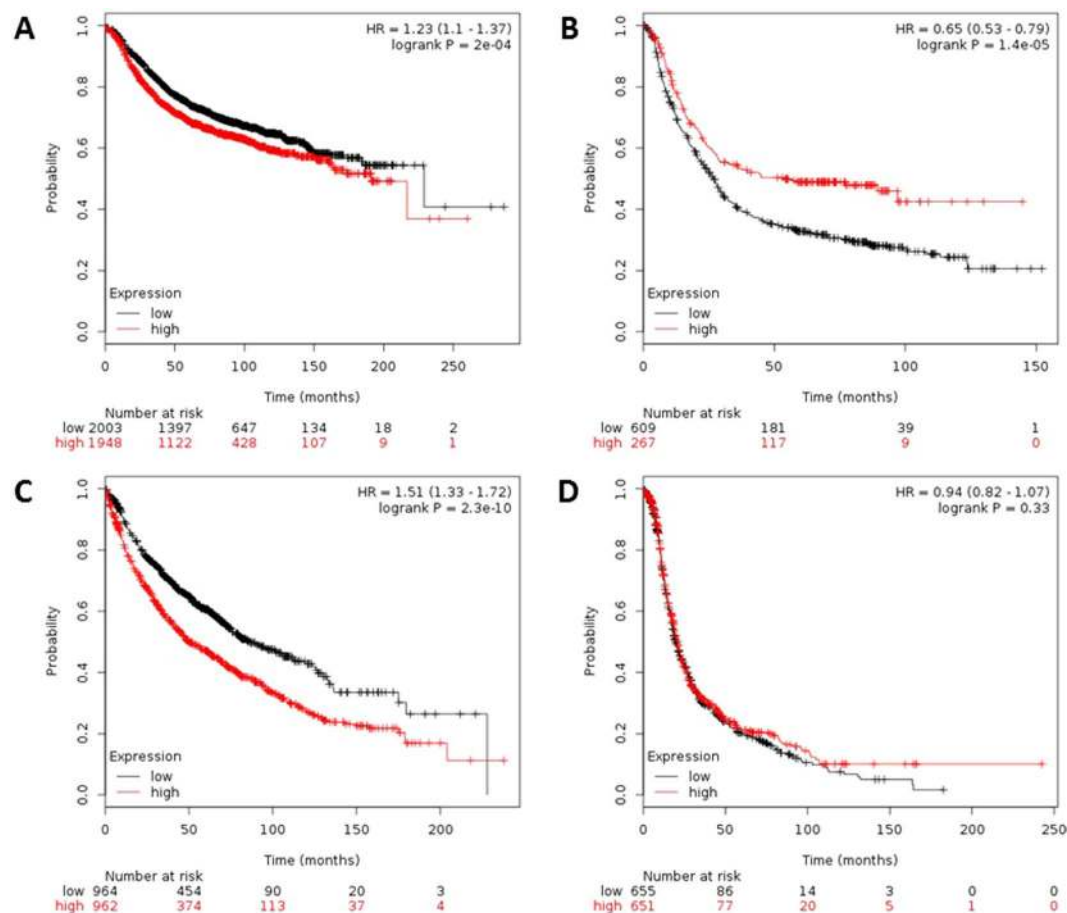 A
HR = 1.23 (1.1 - 1.37)
logrank P = 2e-04
Probability
0.0 0.2 0.4 0.6 0.8 1.0
Expression
low
high
0 50 100 150 200 250
Time (months)
Number at risk
low 2003 1397 647 134 18 2
high 1948 1122 428 107 9 1
B
HR = 0.65 (0.53 - 0.79)
logrank P = 1.4e-05
Probability
0.0 0.2 0.4 0.6 0.8 1.0
Expression
low
high
0 50 100 150
Time (months)
Number at risk
low 609 181 39 1
high 267 117 9 0
C
HR = 1.51 (1.33 - 1.72)
logrank P = 2.3e-10
Probability
0.0 0.2 0.4 0.6 0.8 1.0
Expression
low
high
0 50 100 150 200
Time (months)
Number at risk
low 964 454 90 20 3
high 962 374 113 37 4
D
HR = 0.94 (0.82 - 1.07)
logrank P = 0.33
Probability
0.0 0.2 0.4 0.6 0.8 1.0
Expression
low
high
0 50 100 150 200 250
Time (months)
Number at risk
low 655 86 14 3 0 0
high 651 77 20 5 1 0